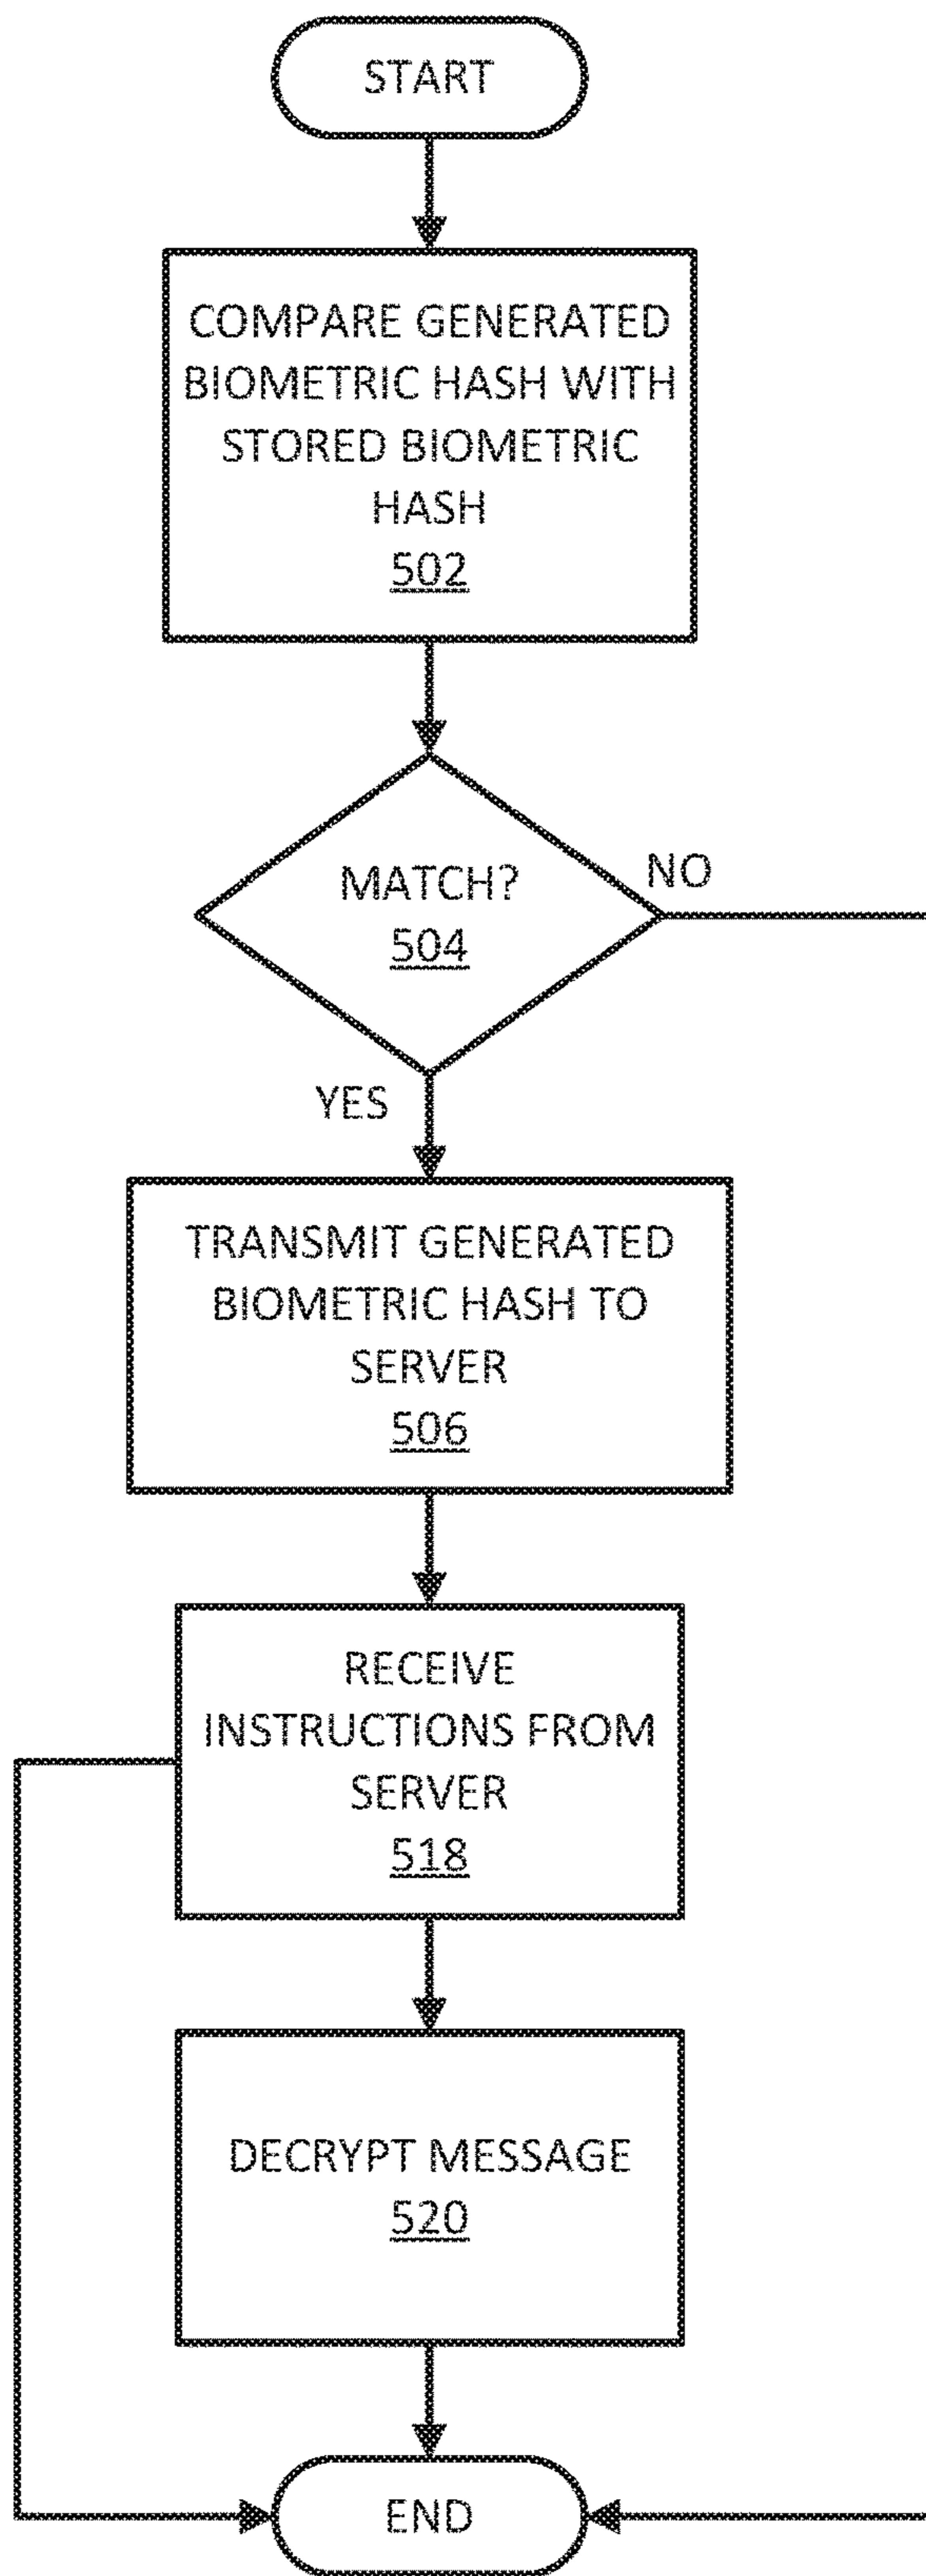 START
COMPARE GENERATED
BIOMETRIC HASH WITH
STORED BIOMETRIC
HASH
502
MATCH?
504
NO
YES
TRANSMIT GENERATED
BIOMETRIC HASH TO
SERVER
506
RECEIVE
INSTRUCTIONS FROM
SERVER
518
DECRYPT MESSAGE
520
END